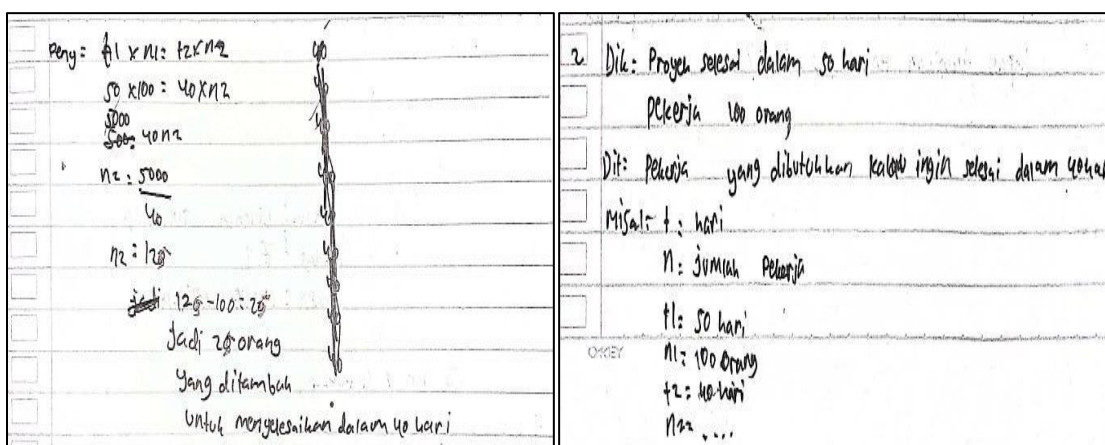 Peny = t1 x n1 = t2 x n2
50 x 100 = 40 x n2
5000
= 40 n2
n2 = 5000
40
n2 = 125
125 - 100 = 25
Jadi 25 orang
yang ditambah
untuk menyelesaikan dalam 40 hari
2 Dik: Proyek selesai dalam 50 hari
Pekerja 100 orang
Dit: Pekerja yang dibutuhkan kalau ingin selesai dalam 40 har
Misal = t : hari
n : jumlah Pekerja
t1 = 50 hari
n1 = 100 orang
t2 = 40 hari
n2 = ....